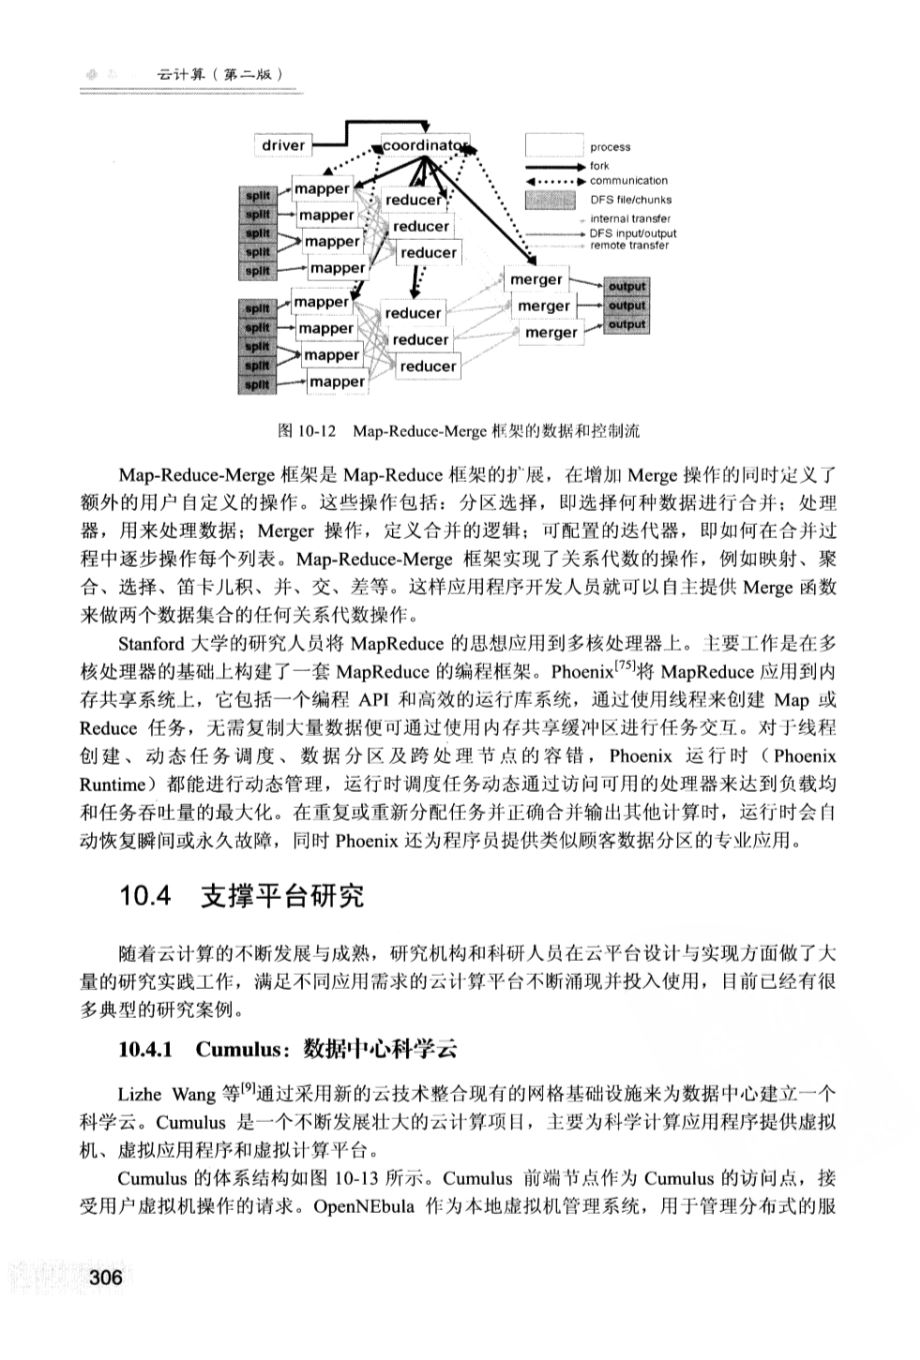 云计算（第二版）
driver
coordinator
process
fork
communication
DFS file/chunks
internal transfer
DFS input/output
remote transfer
split
split
split
split
split
mapper
mapper
mapper
mapper
reducer
reducer
reducer
split
split
split
split
split
mapper
mapper
mapper
mapper
reducer
reducer
reducer
merger
merger
merger
output
output
output
图 10-12 Map-Reduce-Merge 框架的数据和控制流
Map-Reduce-Merge 框架是 Map-Reduce 框架的扩展，在增加 Merge 操作的同时定义了
额外的用户自定义的操作。这些操作包括：分区选择，即选择何种数据进行合并；处理
器，用来处理数据；Merger 操作，定义合并的逻辑；可配置的迭代器，即如何在合并过
程中逐步操作每个列表。Map-Reduce-Merge 框架实现了关系代数的操作，例如映射、聚
合、选择、笛卡儿积、并、交、差等。这样应用程序开发人员就可以自主提供 Merge 函数
来做两个数据集合的任何关系代数操作。
Stanford 大学的研究人员将 MapReduce 的思想应用到多核处理器上。主要工作是在多
核处理器的基础上构建了一套 MapReduce 的编程框架。Phoenix[75]将 MapReduce 应用到内
存共享系统上，它包括一个编程 API 和高效的运行库系统，通过使用线程来创建 Map 或
Reduce 任务，无需复制大量数据便可通过使用内存共享缓冲区进行任务交互。对于线程
创建、动态任务调度、数据分区及跨处理节点的容错，Phoenix 运行时（Phoenix
Runtime）都能进行动态管理，运行时调度任务动态通过访问可用的处理器来达到负载均
和任务吞吐量的最大化。在重复或重新分配任务并正确合并输出其他计算时，运行时会自
动恢复瞬间或永久故障，同时 Phoenix 还为程序员提供类似顾客数据分区的专业应用。
10.4 支撑平台研究
随着云计算的不断发展与成熟，研究机构和科研人员在云平台设计与实现方面做了大
量的研究实践工作，满足不同应用需求的云计算平台不断涌现并投入使用，目前已经有很
多典型的研究案例。
10.4.1 Cumulus：数据中心科学云
Lizhe Wang 等[9]通过采用新的云技术整合现有的网格基础设施来为数据中心建立一个
科学云。Cumulus 是一个不断发展壮大的云计算项目，主要为科学计算应用程序提供虚拟
机、虚拟应用程序和虚拟计算平台。
Cumulus 的体系结构如图 10-13 所示。Cumulus 前端节点作为 Cumulus 的访问点，接
受用户虚拟机操作的请求。OpenNEbula 作为本地虚拟机管理系统，用于管理分布式的服
306